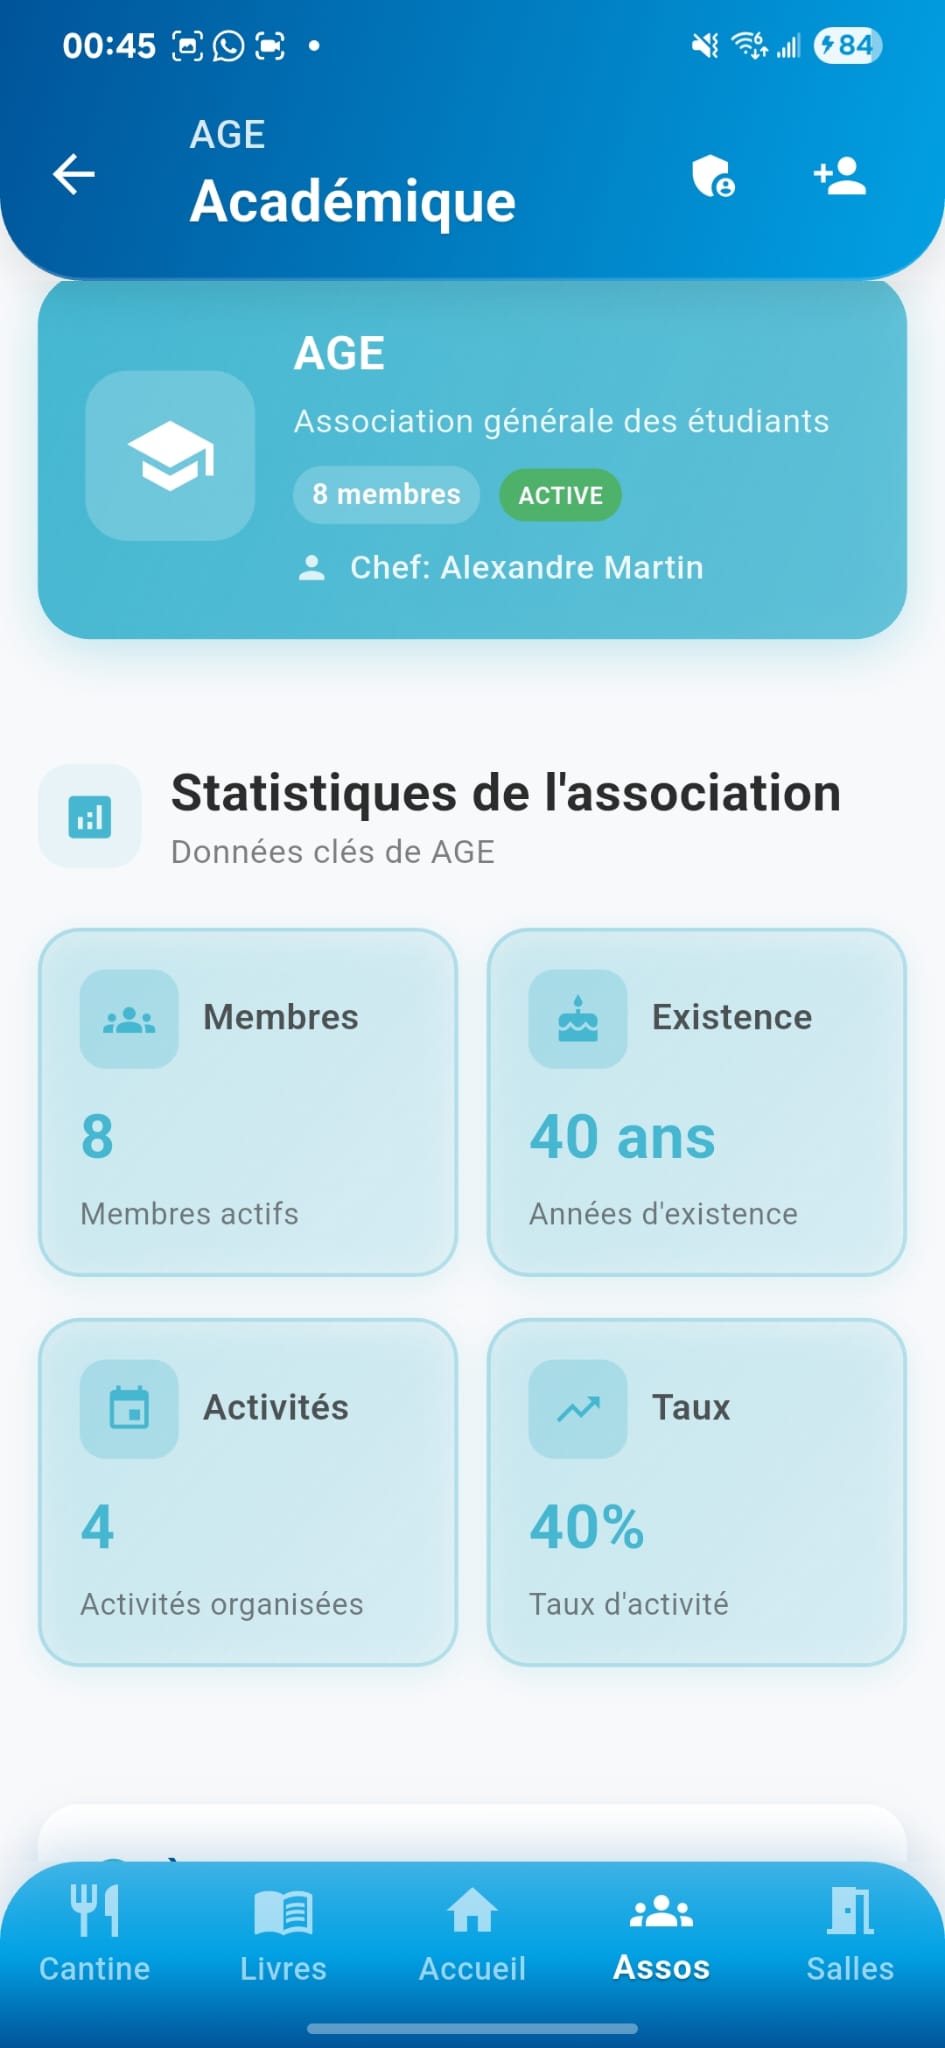 00:45
84
AGE
Académique
AGE
Association générale des étudiants
8 membres
ACTIVE
Chef: Alexandre Martin
Statistiques de l'association
Données clés de AGE
Membres
8
Membres actifs
Existence
40 ans
Années d'existence
Activités
4
Activités organisées
Taux
40%
Taux d'activité
Cantine
Livres
Accueil
Assos
Salles